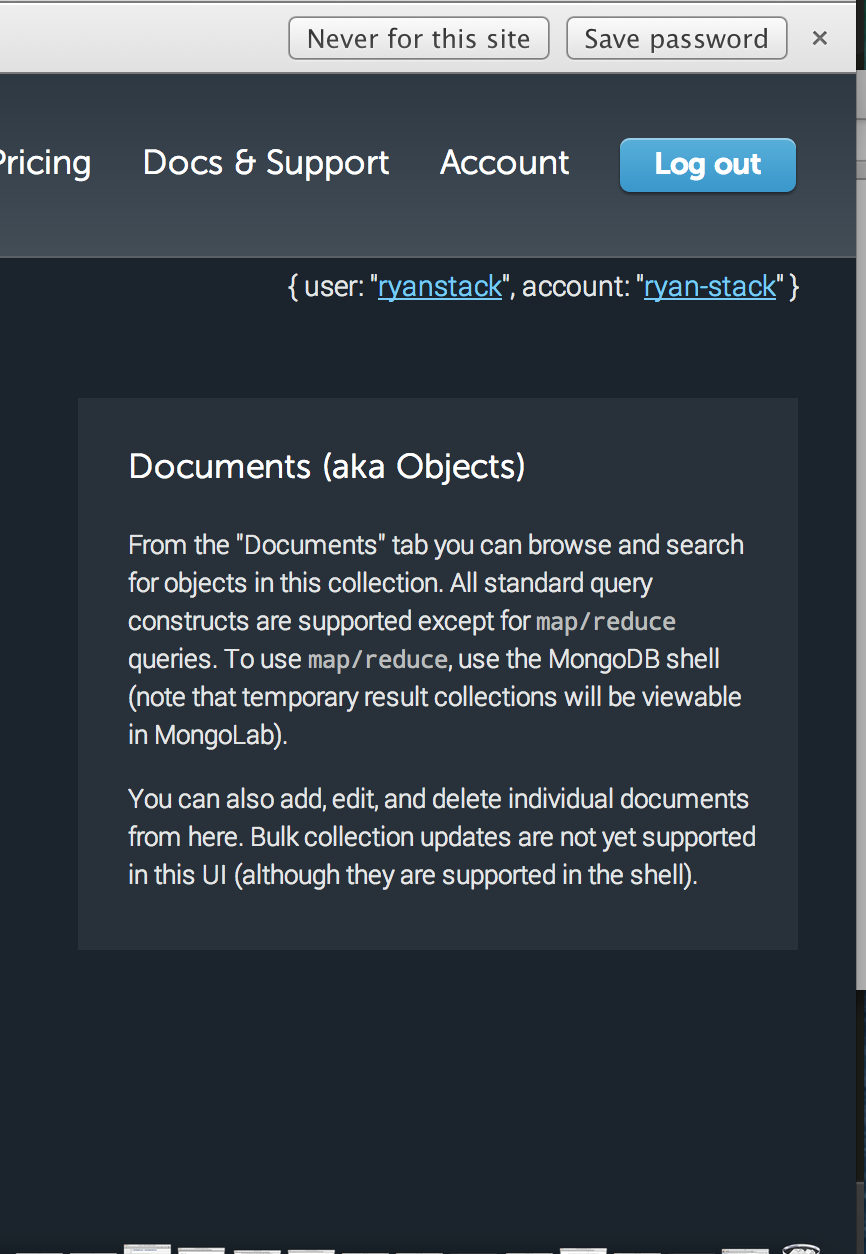 Never for this site Save password ×
Pricing Docs & Support Account Log out
{ user: "ryanstack", account: "ryan-stack" }
Documents (aka Objects)
From the "Documents" tab you can browse and search
for objects in this collection. All standard query
constructs are supported except for map/reduce
queries. To use map/reduce, use the MongoDB shell
(note that temporary result collections will be viewable
in MongoLab).
You can also add, edit, and delete individual documents
from here. Bulk collection updates are not yet supported
in this UI (although they are supported in the shell).